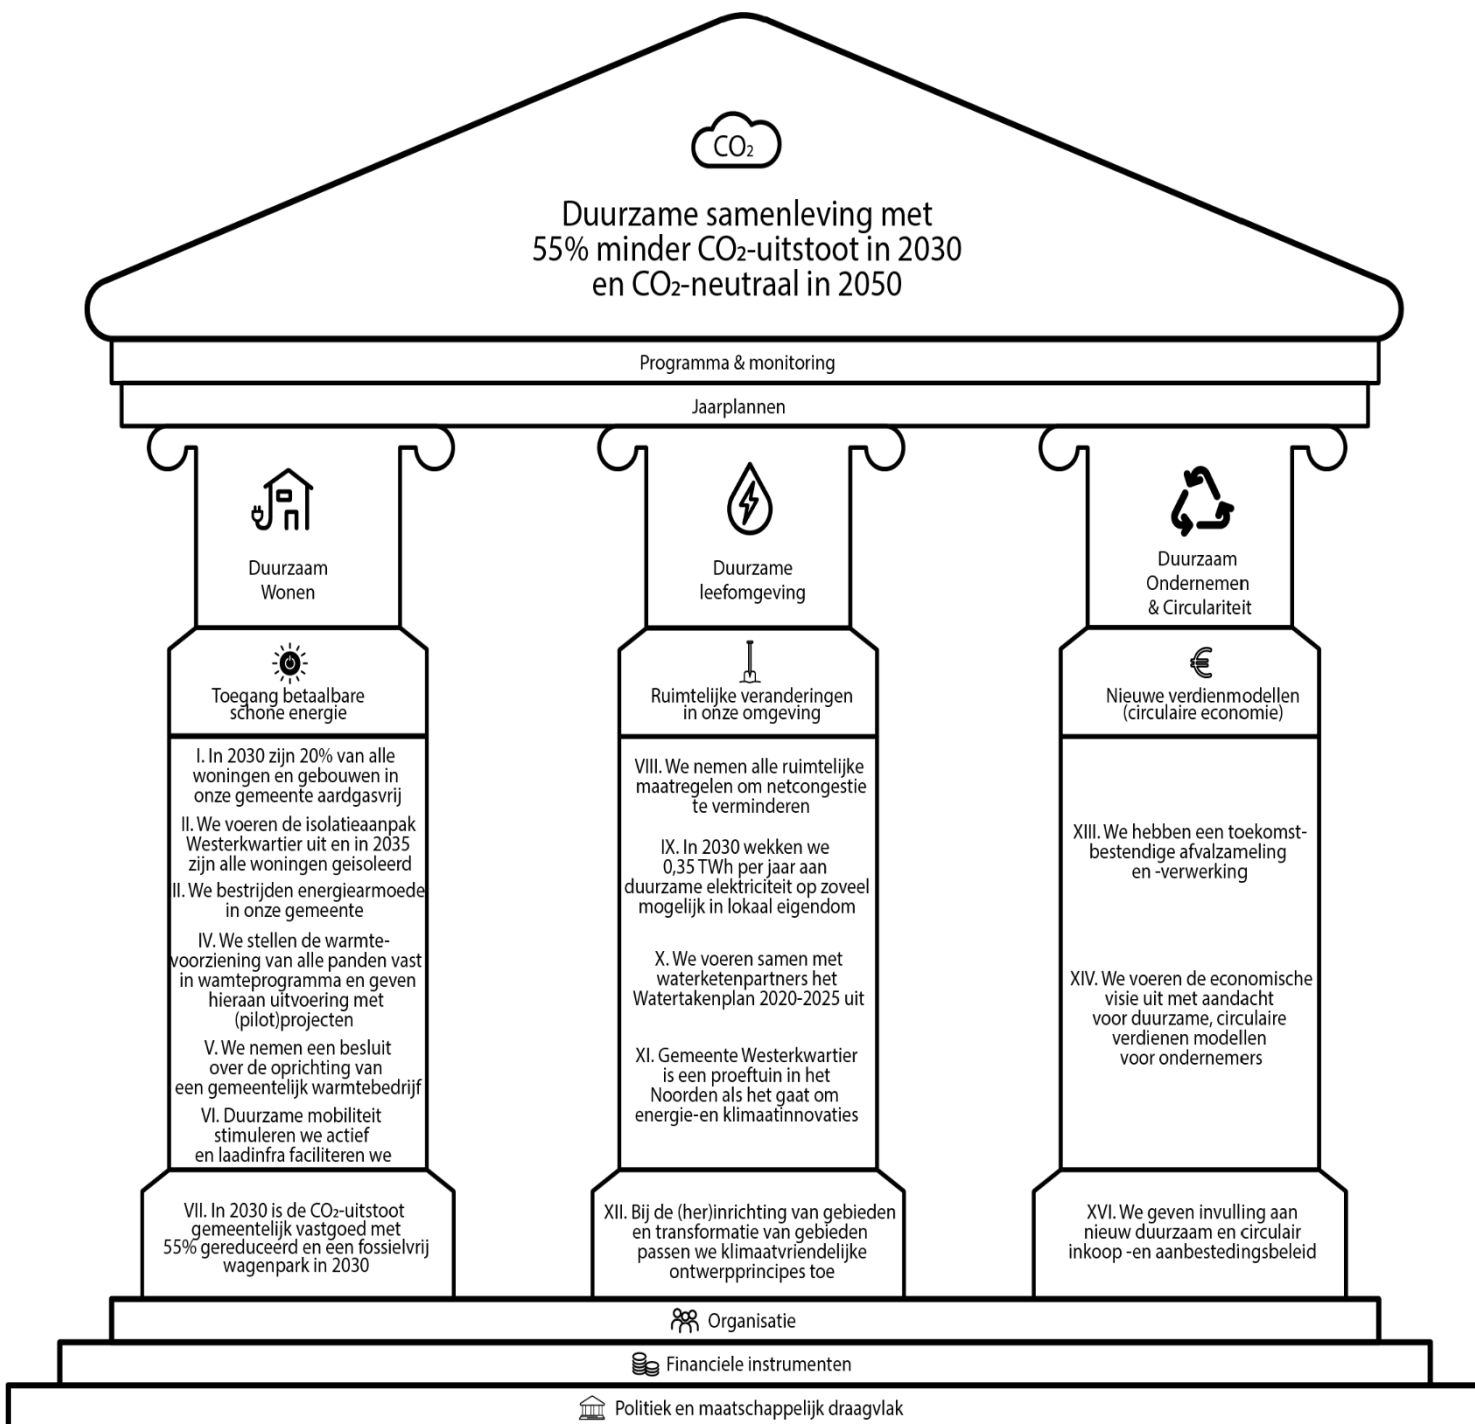 CO₂
Duurzame samenleving met
55% minder CO₂-uitstoot in 2030
en CO₂-neutraal in 2050
Programma & monitoring
Jaarplannen
Duurzaam
Wonen
Toegang betaalbare
schone energie
I. In 2030 zijn 20% van alle
woningen en gebouwen in
onze gemeente aardgasvrij
II. We voeren de isolatieaanpak
Westerkwartier uit en in 2035
zijn alle woningen geisoleerd
II. We bestrijden energiearmoede
in onze gemeente
IV. We stellen de warmte-
voorziening van alle panden vast
in wamteprogramma en geven
hieraan uitvoering met
(pilot)projecten
V. We nemen een besluit
over de oprichting van
een gemeentelijk warmtebedrijf
VI. Duurzame mobiliteit
stimuleren we actief
en laadinfra faciliteren we
VII. In 2030 is de CO₂-uitstoot
gemeentelijk vastgoed met
55% gereduceerd en een fossielvrij
wagenpark in 2030
Duurzame
leefomgeving
Ruimtelijke veranderingen
in onze omgeving
VIII. We nemen alle ruimtelijke
maatregelen om netcongestie
te verminderen
IX. In 2030 wekken we
0,35 TWh per jaar aan
duurzame elektriciteit op zoveel
mogelijk in lokaal eigendom
X. We voeren samen met
waterketenpartners het
Watertakenplan 2020-2025 uit
XI. Gemeente Westerkwartier
is een proeftuin in het
Noorden als het gaat om
energie-en klimaatinnovaties
XII. Bij de (her)inrichting van gebieden
en transformatie van gebieden
passen we klimaatvriendelijke
ontwerpprincipes toe
Duurzaam
Ondernemen
& Circulariteit
€
Nieuwe verdienmodellen
(circulaire economie)
XIII. We hebben een toekomst-
bestendige afvalzameling
en -verwerking
XIV. We voeren de economische
visie uit met aandacht
voor duurzame, circulaire
verdienen modellen
voor ondernemers
XVI. We geven invulling aan
nieuw duurzaam en circulair
inkoop -en aanbestedingsbeleid
Organisatie
Financiele instrumenten
Politiek en maatschappelijk draagvlak